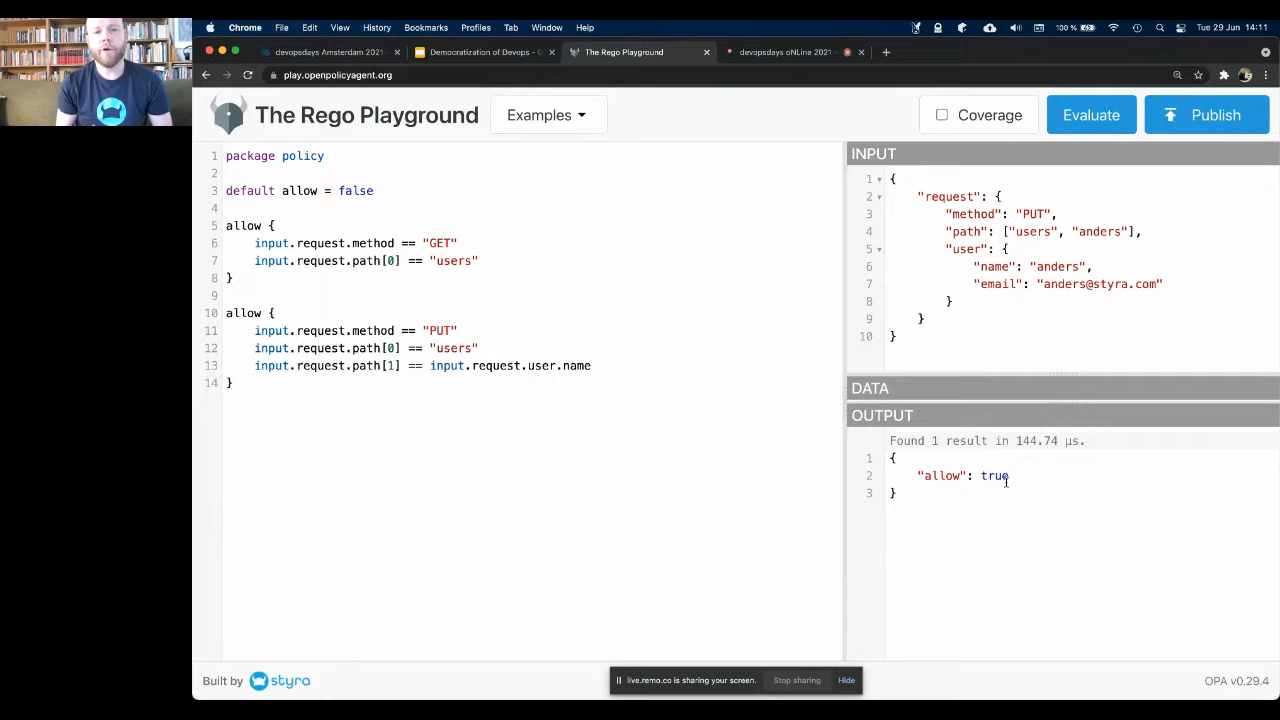 Chrome File Edit View History Bookmarks Profiles Tab Window Help 100 % Tue 29 Jun 14:11
devopsdays Amsterdam 2021 - Democratization of Devops - G The Rego Playground devopsdays oNLine 2021 -
play.openpolicyagent.org
The Rego Playground Examples Coverage Evaluate Publish
1 package policy
2
3 default allow = false
4
5 allow {
6 input.request.method == "GET"
7 input.request.path[0] == "users"
8 }
9
10 allow {
11 input.request.method == "PUT"
12 input.request.path[0] == "users"
13 input.request.path[1] == input.request.user.name
14 }
INPUT
1 {
2 "request": {
3 "method": "PUT",
4 "path": ["users", "anders"],
5 "user": {
6 "name": "anders",
7 "email": "anders@styra.com"
8 }
9 }
10 }
DATA
OUTPUT
Found 1 result in 144.74 µs.
1 {
2 "allow": true
3 }
Built by styra
live.remo.co is sharing your screen. Stop sharing Hide
OPA v0.29.4